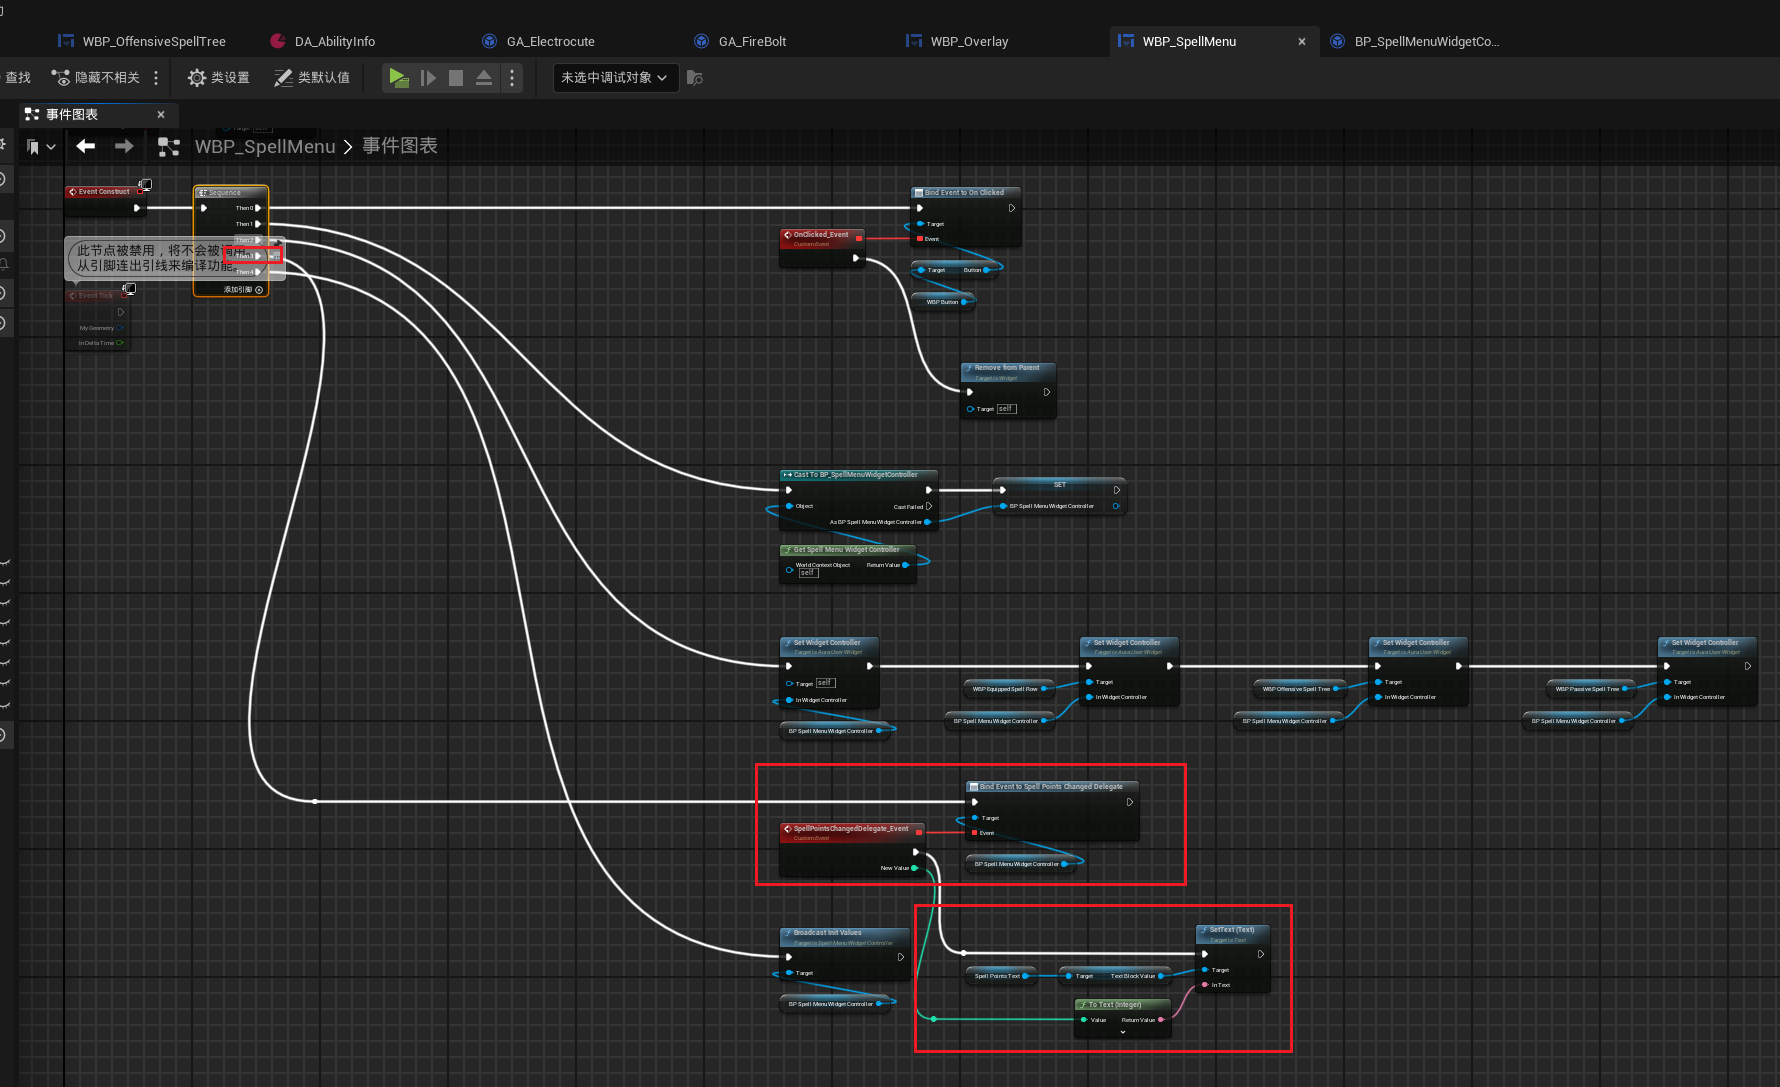 WBP_OffensiveSpellTree
DA_AbilityInfo
GA_Electrocute
GA_FireBolt
WBP_Overlay
WBP_SpellMenu
BP_SpellMenuWidgetCo...
查找
隐藏不相关
类设置
类默认值
未选中调试对象
事件图表
WBP_SpellMenu
事件图表
Event Construct
Sequence
Then 0
Then 1
Then 2
Then 3
Then 4
添加引脚
此节点被禁用，将不会被调用。
从引脚连出引线来编译功能。
Event Tick
My Geometry
In Delta Time
Bind Event to On Clicked
Target
Event
OnClicked_Event
Custom Event
Target
Button
WBP Button
Remove from Parent
Target is Widget
Target
self
Cast To BP_SpellMenuWidgetController
Object
Cast Failed
As BP Spell Menu Widget Controller
SET
BP Spell Menu Widget Controller
Get Spell Menu Widget Controller
World Context Object
self
Return Value
Set Widget Controller
Target is Aura User Widget
Target
self
In Widget Controller
BP Spell Menu Widget Controller
Set Widget Controller
Target is Aura User Widget
Target
In Widget Controller
WBP Equipped Spell Row
BP Spell Menu Widget Controller
Set Widget Controller
Target is Aura User Widget
Target
In Widget Controller
WBP Offensive Spell Tree
BP Spell Menu Widget Controller
Set Widget Controller
Target is Aura User Widget
Target
In Widget Controller
WBP Passive Spell Tree
BP Spell Menu Widget Controller
Bind Event to Spell Points Changed Delegate
Target
Event
SpellPointsChangedDelegate_Event
Custom Event
New Value
BP Spell Menu Widget Controller
Broadcast Init Values
Target is Spell Menu Widget Controller
Target
BP Spell Menu Widget Controller
SetText (Text)
Target is Text
Target
In Text
Spell Points Text
Target
Text Block Value
To Text (Integer)
Value
Return Value